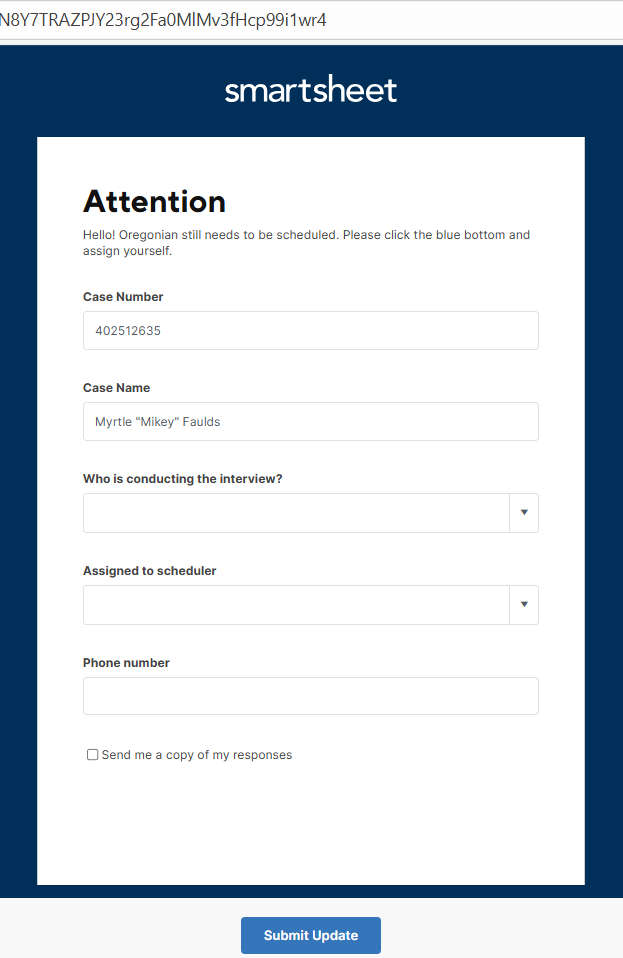 N8Y7TRAZPJY23rg2Fa0MlMv3fHcp99i1wr4
smartsheet
Attention
Hello! Oregonian still needs to be scheduled. Please click the blue bottom and
assign yourself.
Case Number
402512635
Case Name
Myrtle "Mikey" Faulds
Who is conducting the interview?
Assigned to scheduler
Phone number
Send me a copy of my responses
Submit Update